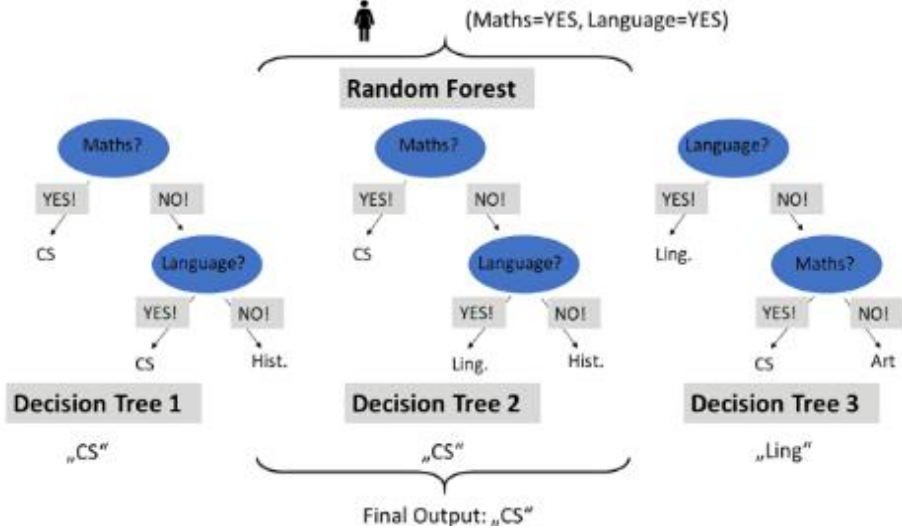 (Maths=YES, Language=YES)
Random Forest
Maths? Maths? Language?
YES! NO! YES! NO! YES! NO!
CS CS Ling.
Language? Language? Maths?
YES! NO! YES! NO! YES! NO!
CS Hist. Ling. Hist. CS Art
Decision Tree 1 Decision Tree 2 Decision Tree 3
„CS“ „CS“ „Ling“
Final Output: „CS“